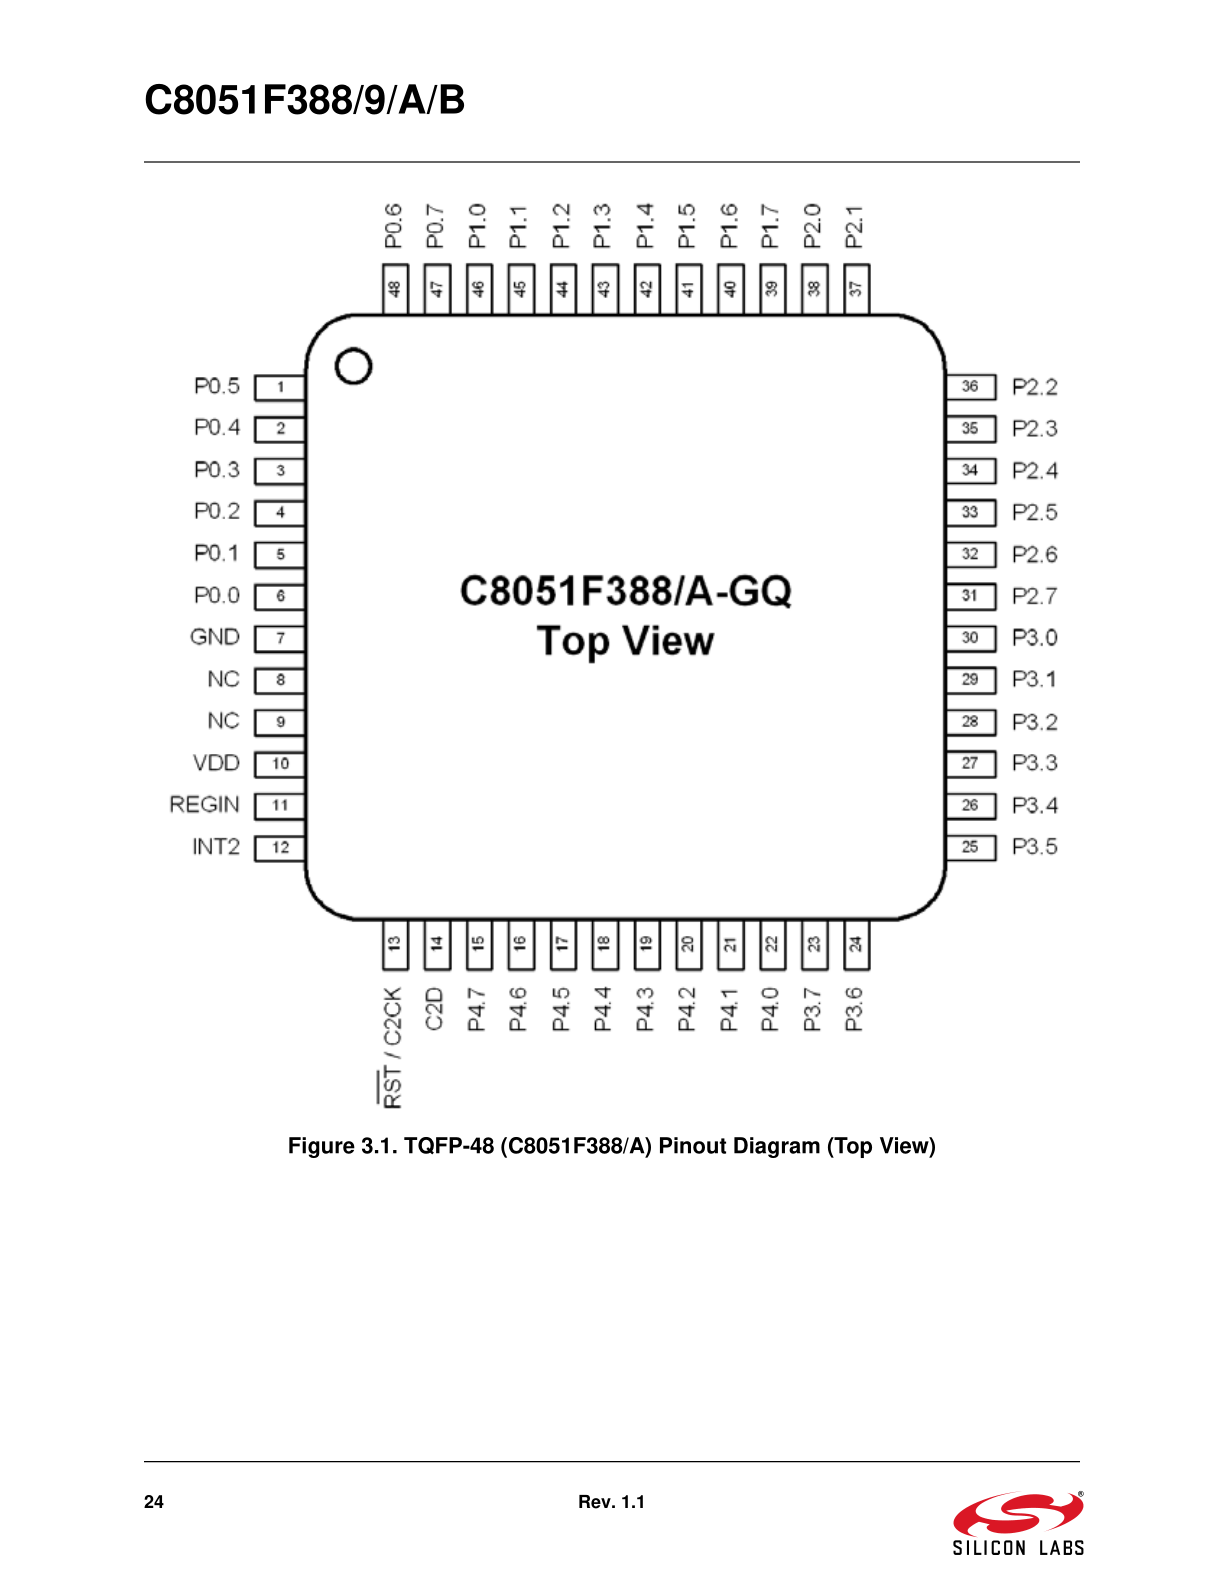 C8051F388/9/A/B
P0.6 P0.7 P1.0 P1.1 P1.2 P1.3 P1.4 P1.5 P1.6 P1.7 P2.0 P2.1
48 47 46 45 44 43 42 41 40 39 38 37
P0.5 1 36 P2.2
P0.4 2 35 P2.3
P0.3 3 34 P2.4
P0.2 4 33 P2.5
P0.1 5 32 P2.6
P0.0 6 31 P2.7
C8051F388/A-GQ
Top View
GND 7 30 P3.0
NC 8 29 P3.1
NC 9 28 P3.2
VDD 10 27 P3.3
REGIN 11 26 P3.4
INT2 12 25 P3.5
13 14 15 16 17 18 19 20 21 22 23 24
RST / C2CK C2D P4.7 P4.6 P4.5 P4.4 P4.3 P4.2 P4.1 P4.0 P3.7 P3.6
Figure 3.1. TQFP-48 (C8051F388/A) Pinout Diagram (Top View)
24 Rev. 1.1
®
SILICON LABS